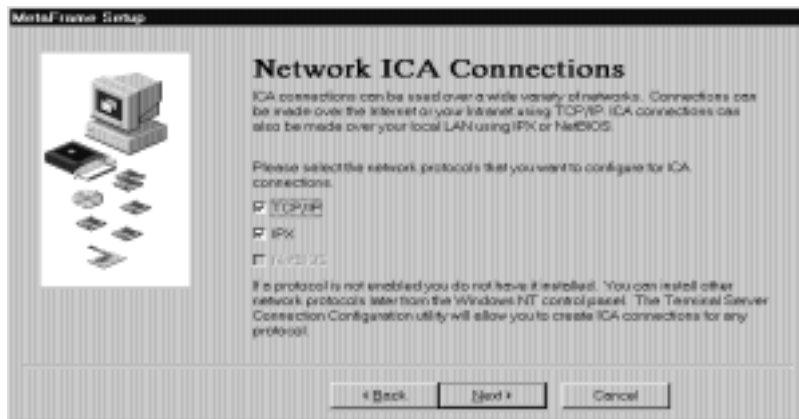 MetaFrame Setup
Network ICA Connections
ICA connections can be used over a wide variety of networks. Connections can
be made over the Internet or your Intranet using TCP/IP. ICA connections can
also be made over your local LAN using IPX or NetBIOS.
Please select the network protocols that you want to configure for ICA
connections.
TCP/IP
IPX
If a protocol is not enabled you do not have it installed. You can install other
network protocols later from the Windows NT control panel. The Terminal Server
Connection Configuration utility will allow you to create ICA connections for any
protocol.
< Back
Next >
Cancel